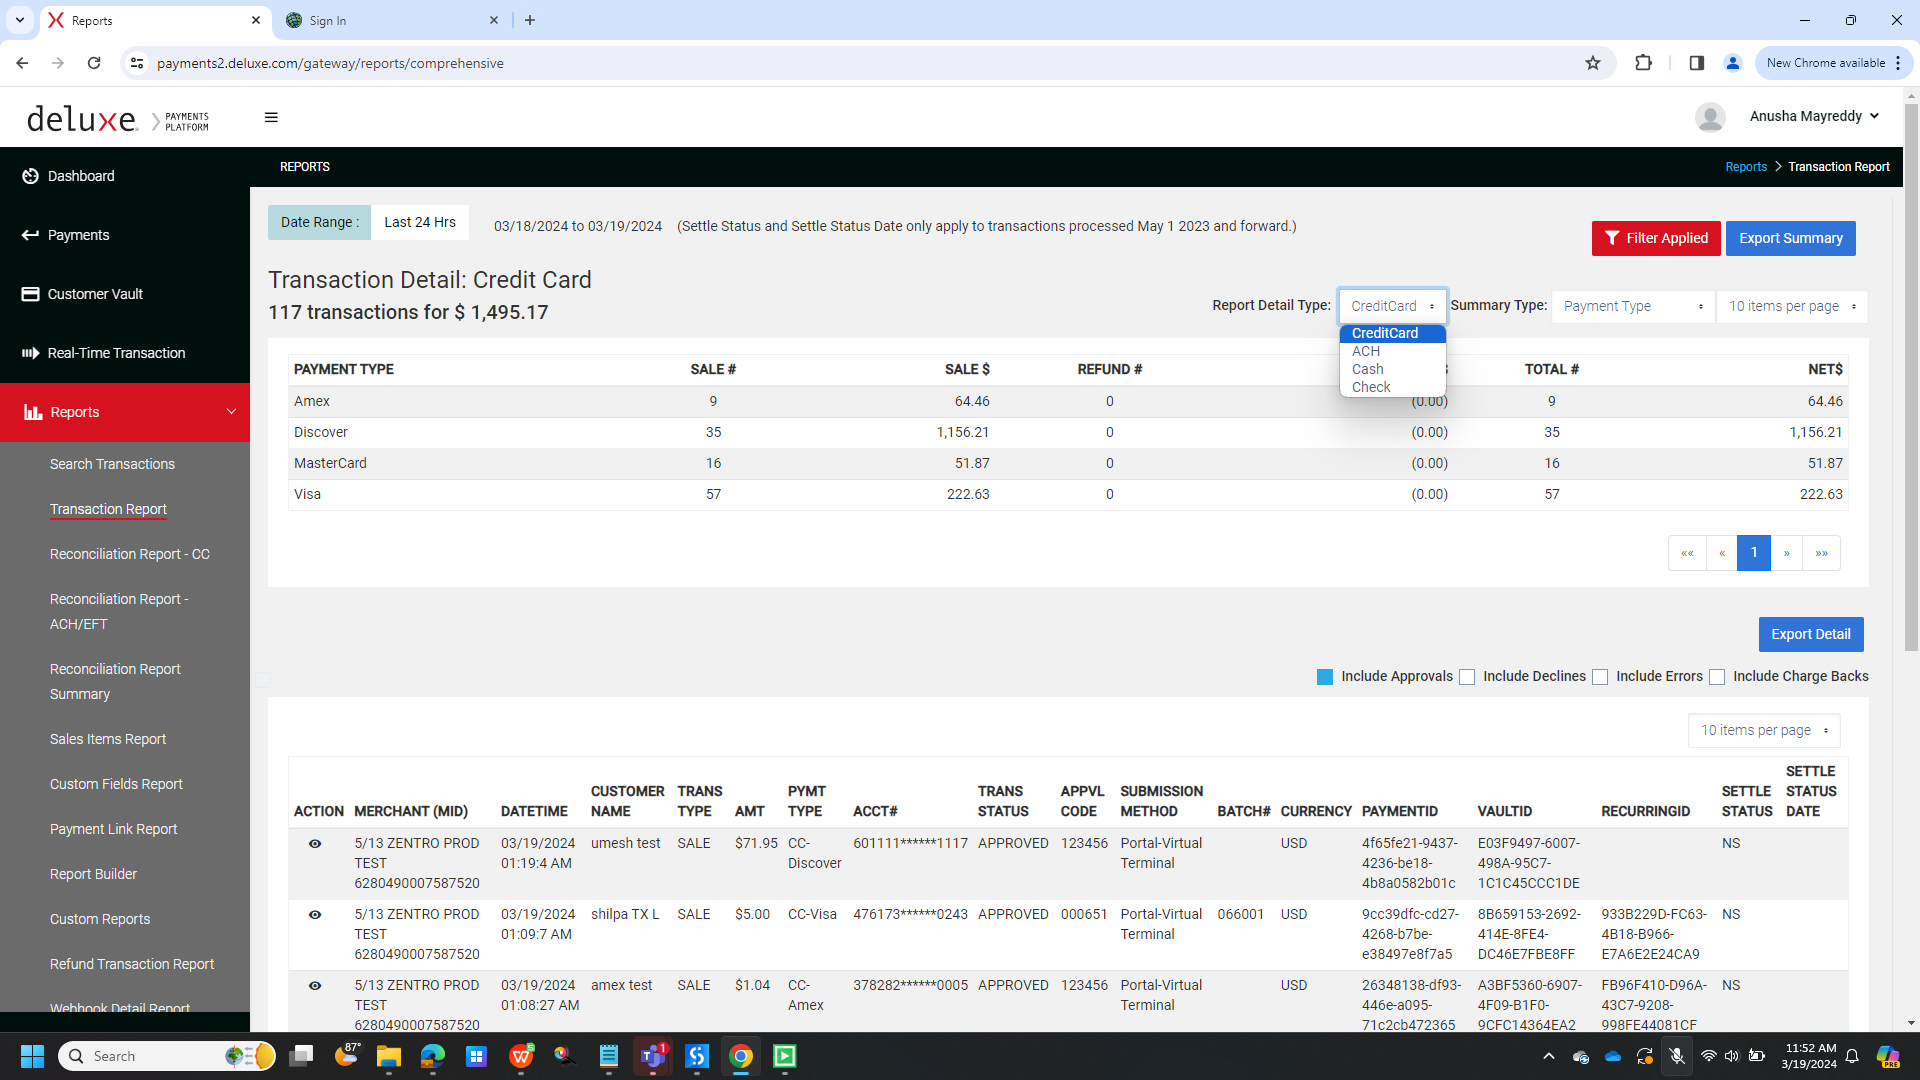 Reports
Sign In
payments2.deluxe.com/gateway/reports/comprehensive
New Chrome available
deluxe. PAYMENTS PLATFORM
Anusha Mayreddy
Dashboard
Payments
Customer Vault
Real-Time Transaction
Reports
Search Transactions
Transaction Report
Reconciliation Report - CC
Reconciliation Report -
ACH/EFT
Reconciliation Report
Summary
Sales Items Report
Custom Fields Report
Payment Link Report
Report Builder
Custom Reports
Refund Transaction Report
Webhook Detail Report
REPORTS
Reports > Transaction Report
Date Range : Last 24 Hrs 03/18/2024 to 03/19/2024 (Settle Status and Settle Status Date only apply to transactions processed May 1 2023 and forward.)
Filter Applied Export Summary
Transaction Detail: Credit Card
117 transactions for $ 1,495.17
Report Detail Type: CreditCard Summary Type: Payment Type 10 items per page
CreditCard
ACH
Cash
Check
PAYMENT TYPE SALE # SALE $ REFUND # TOTAL # NET$
Amex 9 64.46 0 (0.00) 9 64.46
Discover 35 1,156.21 0 (0.00) 35 1,156.21
MasterCard 16 51.87 0 (0.00) 16 51.87
Visa 57 222.63 0 (0.00) 57 222.63
«« « 1 » »»
Export Detail
Include Approvals Include Declines Include Errors Include Charge Backs
10 items per page
ACTION MERCHANT (MID) DATETIME CUSTOMER NAME TRANS TYPE AMT PYMT TYPE ACCT# TRANS STATUS APPVL CODE SUBMISSION METHOD BATCH# CURRENCY PAYMENTID VAULTID RECURRINGID SETTLE STATUS SETTLE STATUS DATE
5/13 ZENTRO PROD 03/19/2024 umesh test SALE $71.95 CC- 601111******1117 APPROVED 123456 Portal-Virtual USD 4f65fe21-9437- E03F9497-6007- NS
TEST 01:19:4 AM Discover Terminal 4236-be18- 498A-95C7-
6280490007587520 4b8a0582b01c 1C1C45CCC1DE
5/13 ZENTRO PROD 03/19/2024 shilpa TX L SALE $5.00 CC-Visa 476173******0243 APPROVED 000651 Portal-Virtual 066001 USD 9cc39dfc-cd27- 8B659153-2692- 933B229D-FC63- NS
TEST 01:09:7 AM Terminal 4268-b7be- 414E-8FE4- 4B18-B966-
6280490007587520 e38497e8f7a5 DC46E7FBE8FF E7A6E2E24CA9
5/13 ZENTRO PROD 03/19/2024 amex test SALE $1.04 CC- 378282******0005 APPROVED 123456 Portal-Virtual USD 26348138-df93- A3BF5360-6907- FB96F410-D96A- NS
TEST 01:08:27 AM Amex Terminal 446e-a095- 4F09-B1F0- 43C7-9208-
6280490007587520 71c2cb472365 9CFC14364EA2 998FE44081CF
Search
87°
11:52 AM
3/19/2024